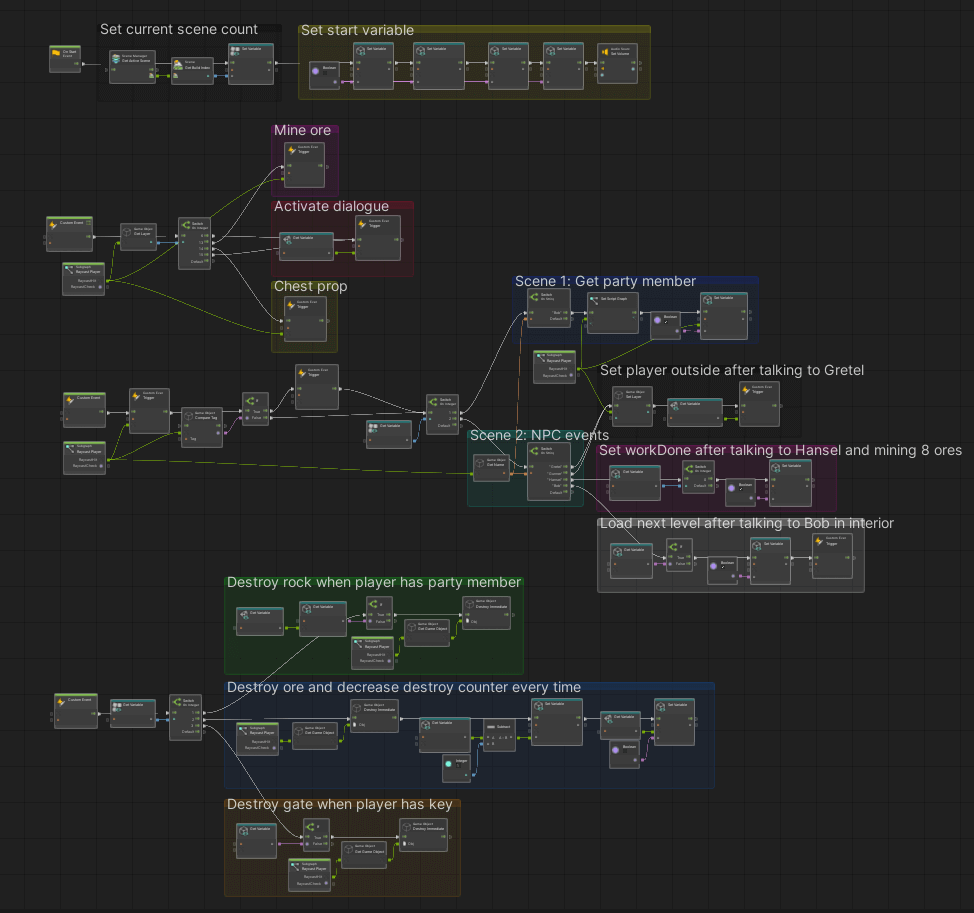 Set current scene count
Set start variable
On Start
Event
Scene Manager
Get Active Scene
Scene
Get Build Index
Set Variable
Boolean
Set Variable
Set Variable
Set Variable
Set Variable
Set Volume
Mine ore
Custom Event
Trigger
Activate dialogue
Get Variable
Custom Event
Trigger
Custom Event
Game Object
Get Layer
Switch
On Integer
Default
Subgraph
Raycast Player
RaycastHit
RaycastCheck
Chest prop
Custom Event
Trigger
Scene 1: Get party member
Switch
On String
"Bob"
Default
Get Script Graph
Boolean
Set Variable
Subgraph
Raycast Player
RaycastHit
RaycastCheck
Set player outside after talking to Gretel
Game Object
Set Layer
Get Variable
Custom Event
Trigger
Custom Event
Custom Event
Trigger
Game Object
Compare Tag
Tag
If
True
False
Custom Event
Trigger
Get Variable
Switch
On Integer
Default
Subgraph
Raycast Player
RaycastHit
RaycastCheck
Scene 2: NPC events
Game Object
Get Name
Switch
On String
"Gretel"
"Hansel"
"Bob"
Default
Set workDone after talking to Hansel and mining 8 ores
Get Variable
Switch
On Integer
Default
Boolean
Set Variable
Load next level after talking to Bob in interior
Get Variable
If
True
False
Boolean
Set Variable
Custom Event
Trigger
Destroy rock when player has party member
Get Variable
Get Variable
If
True
False
Subgraph
Raycast Player
RaycastHit
RaycastCheck
Game Object
Get Game Object
Game Object
Destroy Immediate
Obj
Custom Event
Get Variable
Switch
On Integer
Default
Destroy ore and decrease destroy counter every time
Subgraph
Raycast Player
RaycastHit
RaycastCheck
Game Object
Get Game Object
Game Object
Destroy Immediate
Obj
Get Variable
Integer
Subtract
A
A - B
B
Set Variable
Get Variable
Boolean
Set Variable
Destroy gate when player has key
Get Variable
If
True
False
Subgraph
Raycast Player
RaycastHit
RaycastCheck
Game Object
Get Game Object
Game Object
Destroy Immediate
Obj